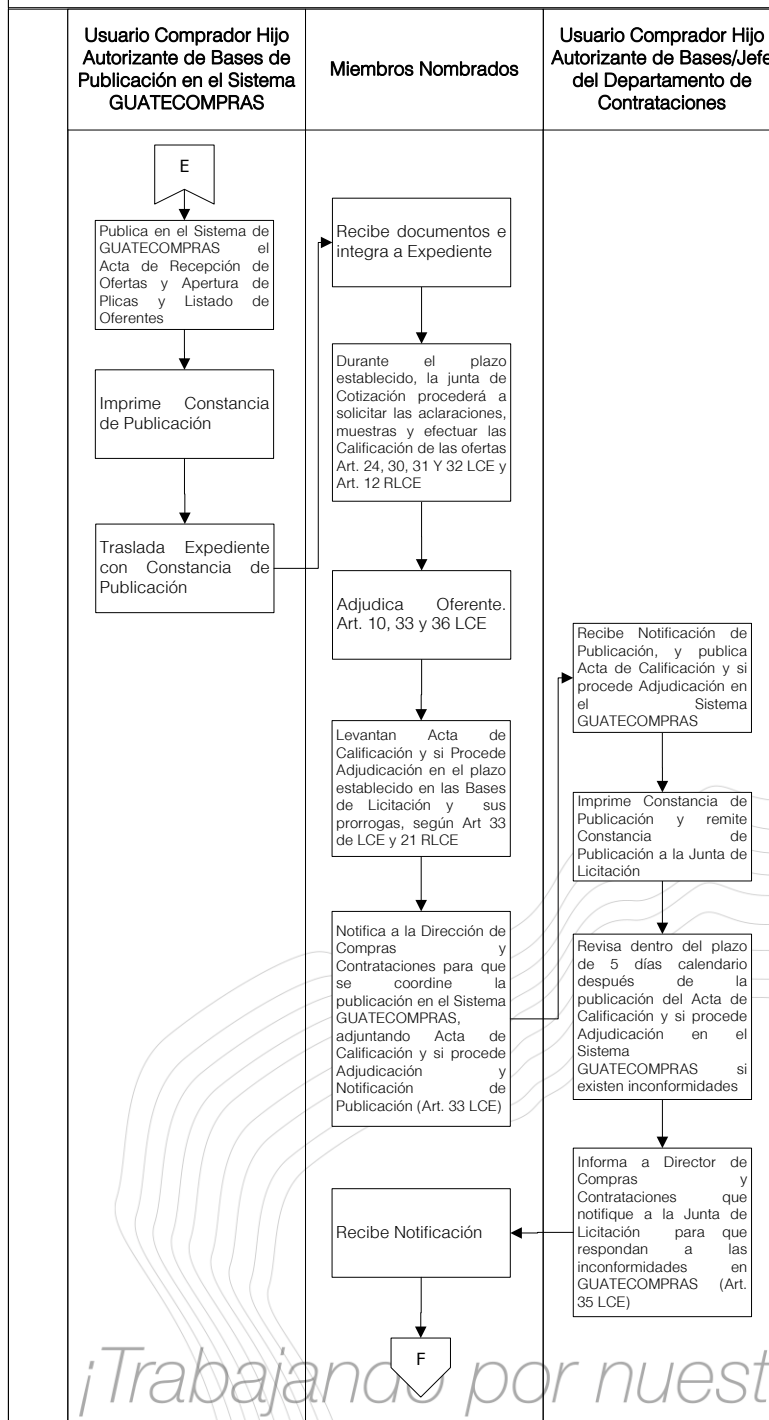 Usuario Comprador Hijo
Autorizante de Bases de
Publicación en el Sistema
GUATECOMPRAS
Miembros Nombrados
Usuario Comprador Hijo
Autorizante de Bases/Jefe
del Departamento de
Contrataciones
E
Publica en el Sistema de
GUATECOMPRAS el
Acta de Recepción de
Ofertas y Apertura de
Plicas y Listado de
Oferentes
Imprime Constancia
de Publicación
Traslada Expediente
con Constancia de
Publicación
Recibe documentos e
integra a Expediente
Durante el plazo
establecido, la junta de
Cotización procederá a
solicitar las aclaraciones,
muestras y efectuar las
Calificación de las ofertas
Art. 24, 30, 31 Y 32 LCE y
Art. 12 RLCE
Adjudica Oferente.
Art. 10, 33 y 36 LCE
Levantan Acta de
Calificación y si Procede
Adjudicación en el plazo
establecido en las Bases
de Licitación y sus
prorrogas, según Art 33
de LCE y 21 RLCE
Notifica a la Dirección de
Compras y
Contrataciones para que
se coordine la
publicación en el Sistema
GUATECOMPRAS,
adjuntando Acta de
Calificación y si procede
Adjudicación y
Notificación de
Publicación (Art. 33 LCE)
Recibe Notificación de
Publicación, y publica
Acta de Calificación y si
procede Adjudicación en
el Sistema
GUATECOMPRAS
Imprime Constancia de
Publicación y remite
Constancia de
Publicación a la Junta de
Licitación
Revisa dentro del plazo
de 5 días calendario
después de la
publicación del Acta de
Calificación y si procede
Adjudicación en el
Sistema
GUATECOMPRAS si
existen inconformidades
Informa a Director de
Compras y
Contrataciones que
notifique a la Junta de
Licitación para que
respondan a las
inconformidades en
GUATECOMPRAS (Art.
35 LCE)
Recibe Notificación
F
¡Trabajando por nuest